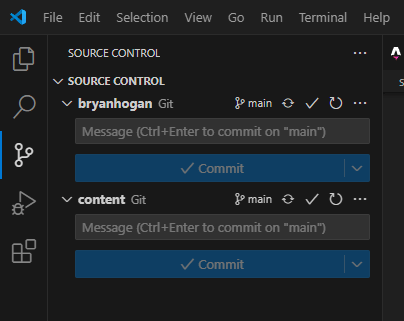 File Edit Selection View Go Run Terminal Help
SOURCE CONTROL
SOURCE CONTROL
bryanhogan Git main
Message (Ctrl+Enter to commit on "main")
Commit
content Git main
Message (Ctrl+Enter to commit on "main")
Commit